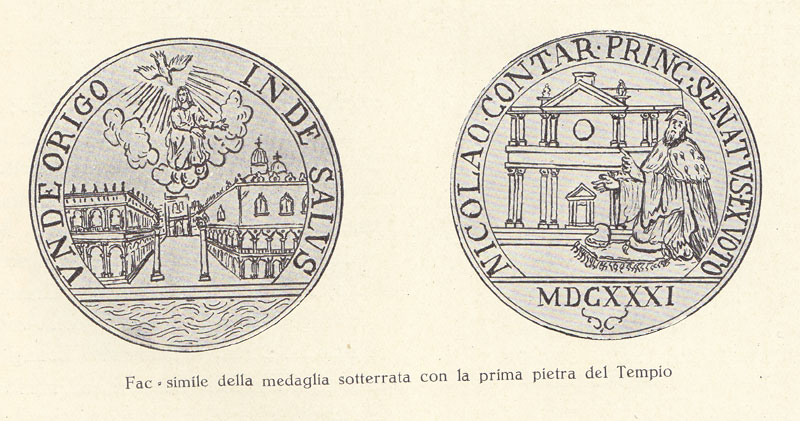 VNDE ORIGO INDE SALVS
NICOLAO · CONTAR · PRINC · SENATVS EX VOTO
MDCXXXI
Fac-simile della medaglia sotterrata con la prima pietra del Tempio